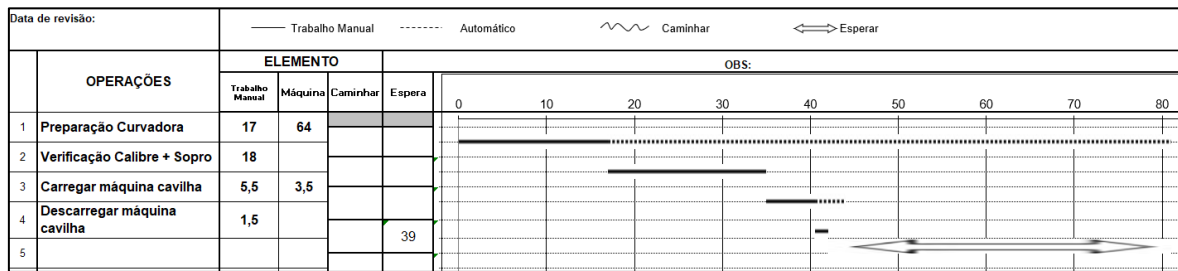 Data de revisão:
Trabalho Manual Automático Caminhar Esperar
ELEMENTO OBS:
OPERAÇÕES
Trabalho Manual Máquina Caminhar Espera
0 10 20 30 40 50 60 70 80
1 Preparação Curvadora 17 64
2 Verificação Calibre + Sopro 18
3 Carregar máquina cavilha 5,5 3,5
4 Descarregar máquina cavilha 1,5
39
5